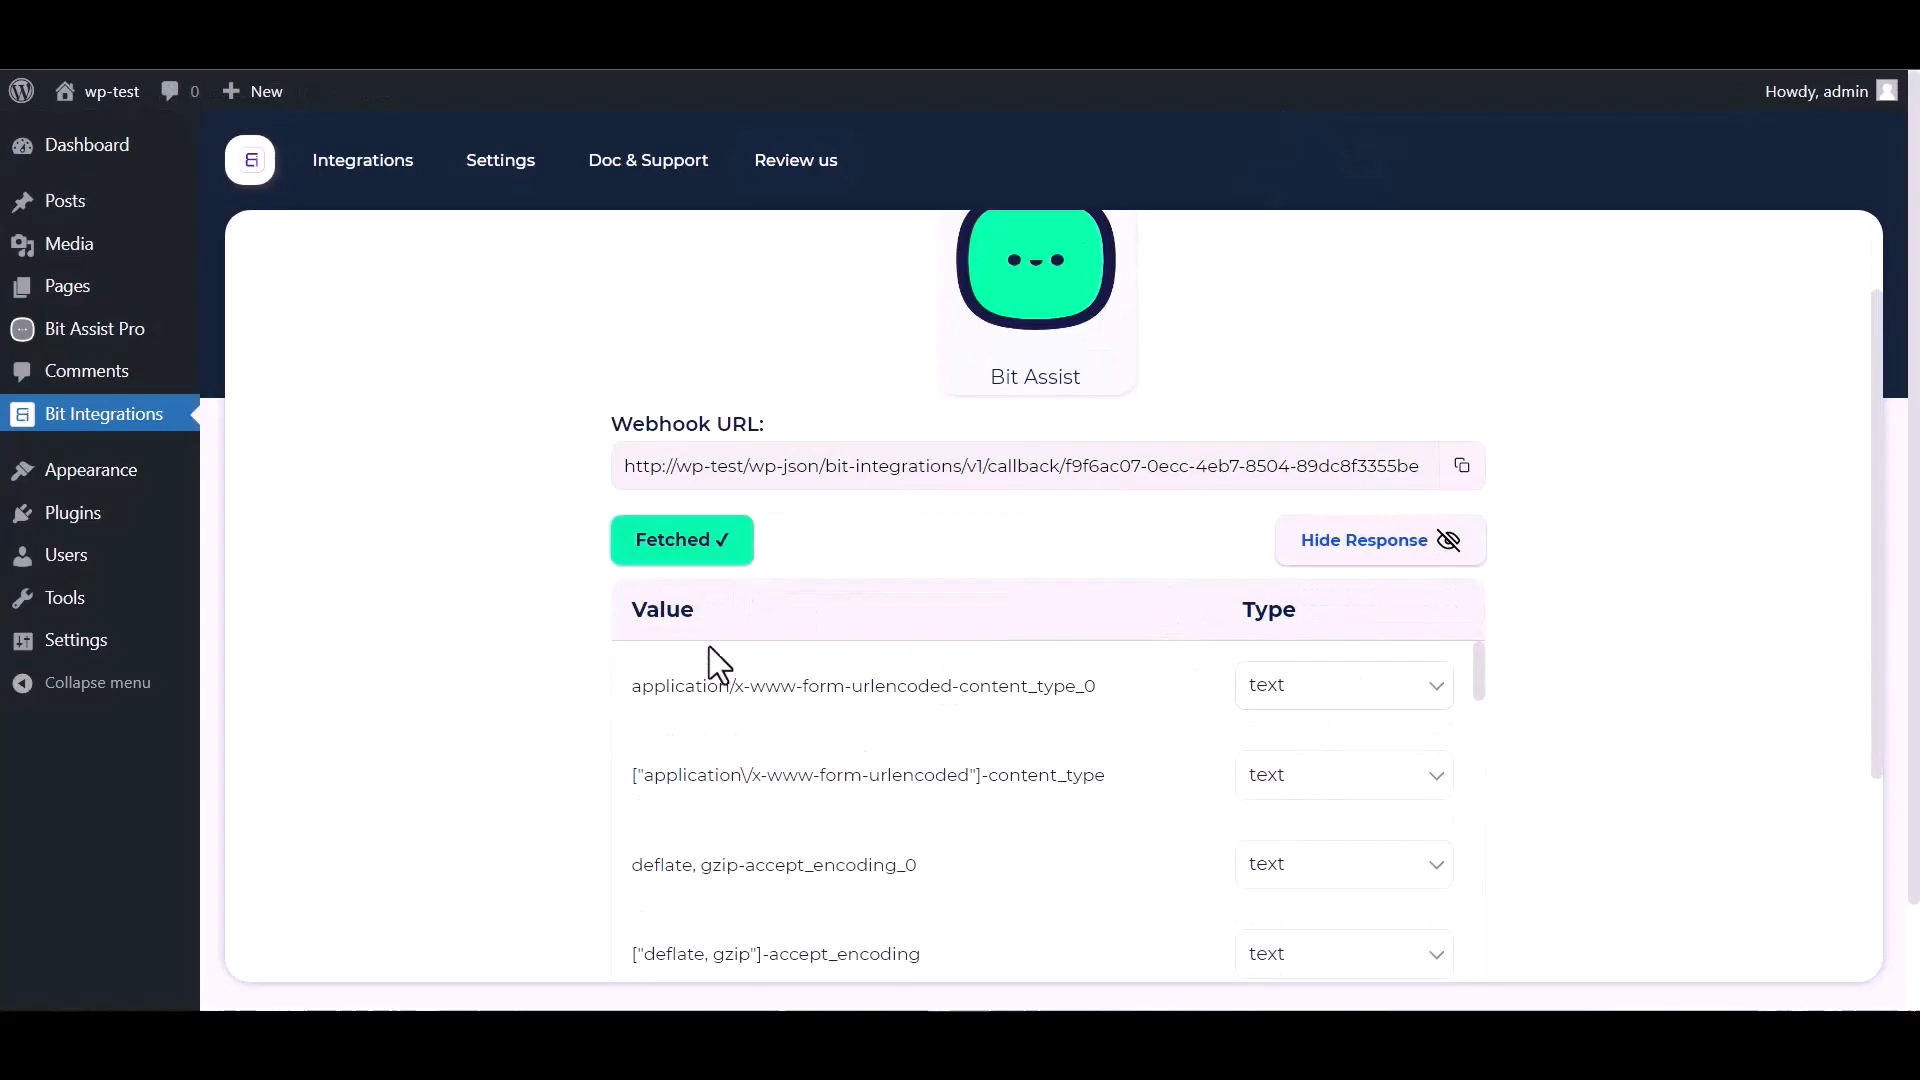 wp-test
0
New
Howdy, admin
Dashboard
Posts
Media
Pages
Bit Assist Pro
Comments
Bit Integrations
Appearance
Plugins
Users
Tools
Settings
Collapse menu
Integrations
Settings
Doc & Support
Review us
Bit Assist
Webhook URL:
http://wp-test/wp-json/bit-integrations/v1/callback/f9f6ac07-0ecc-4eb7-8504-89dc8f3355be
Fetched ✓
Hide Response
Value
Type
application/x-www-form-urlencoded-content_type_0
text
["application\/x-www-form-urlencoded"]-content_type
text
deflate, gzip-accept_encoding_0
text
["deflate, gzip"]-accept_encoding
text